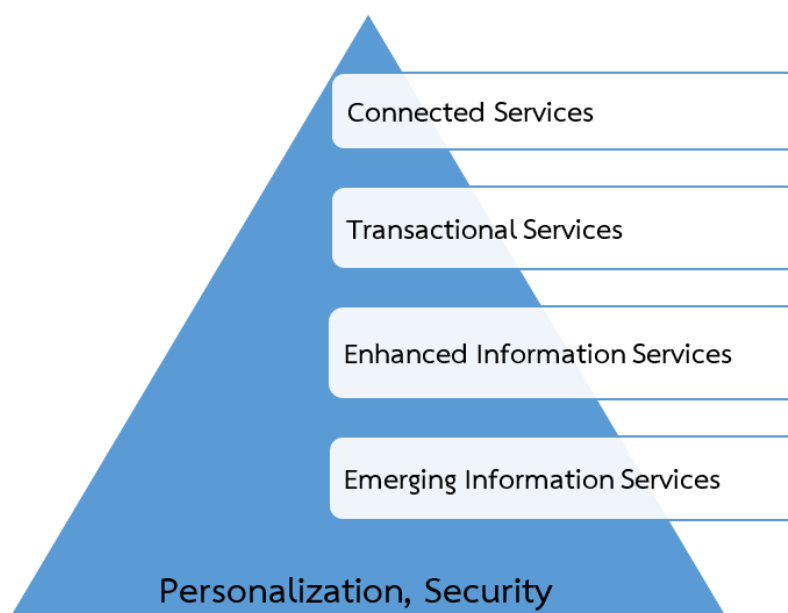 Connected Services
Transactional Services
Enhanced Information Services
Emerging Information Services
Personalization, Security